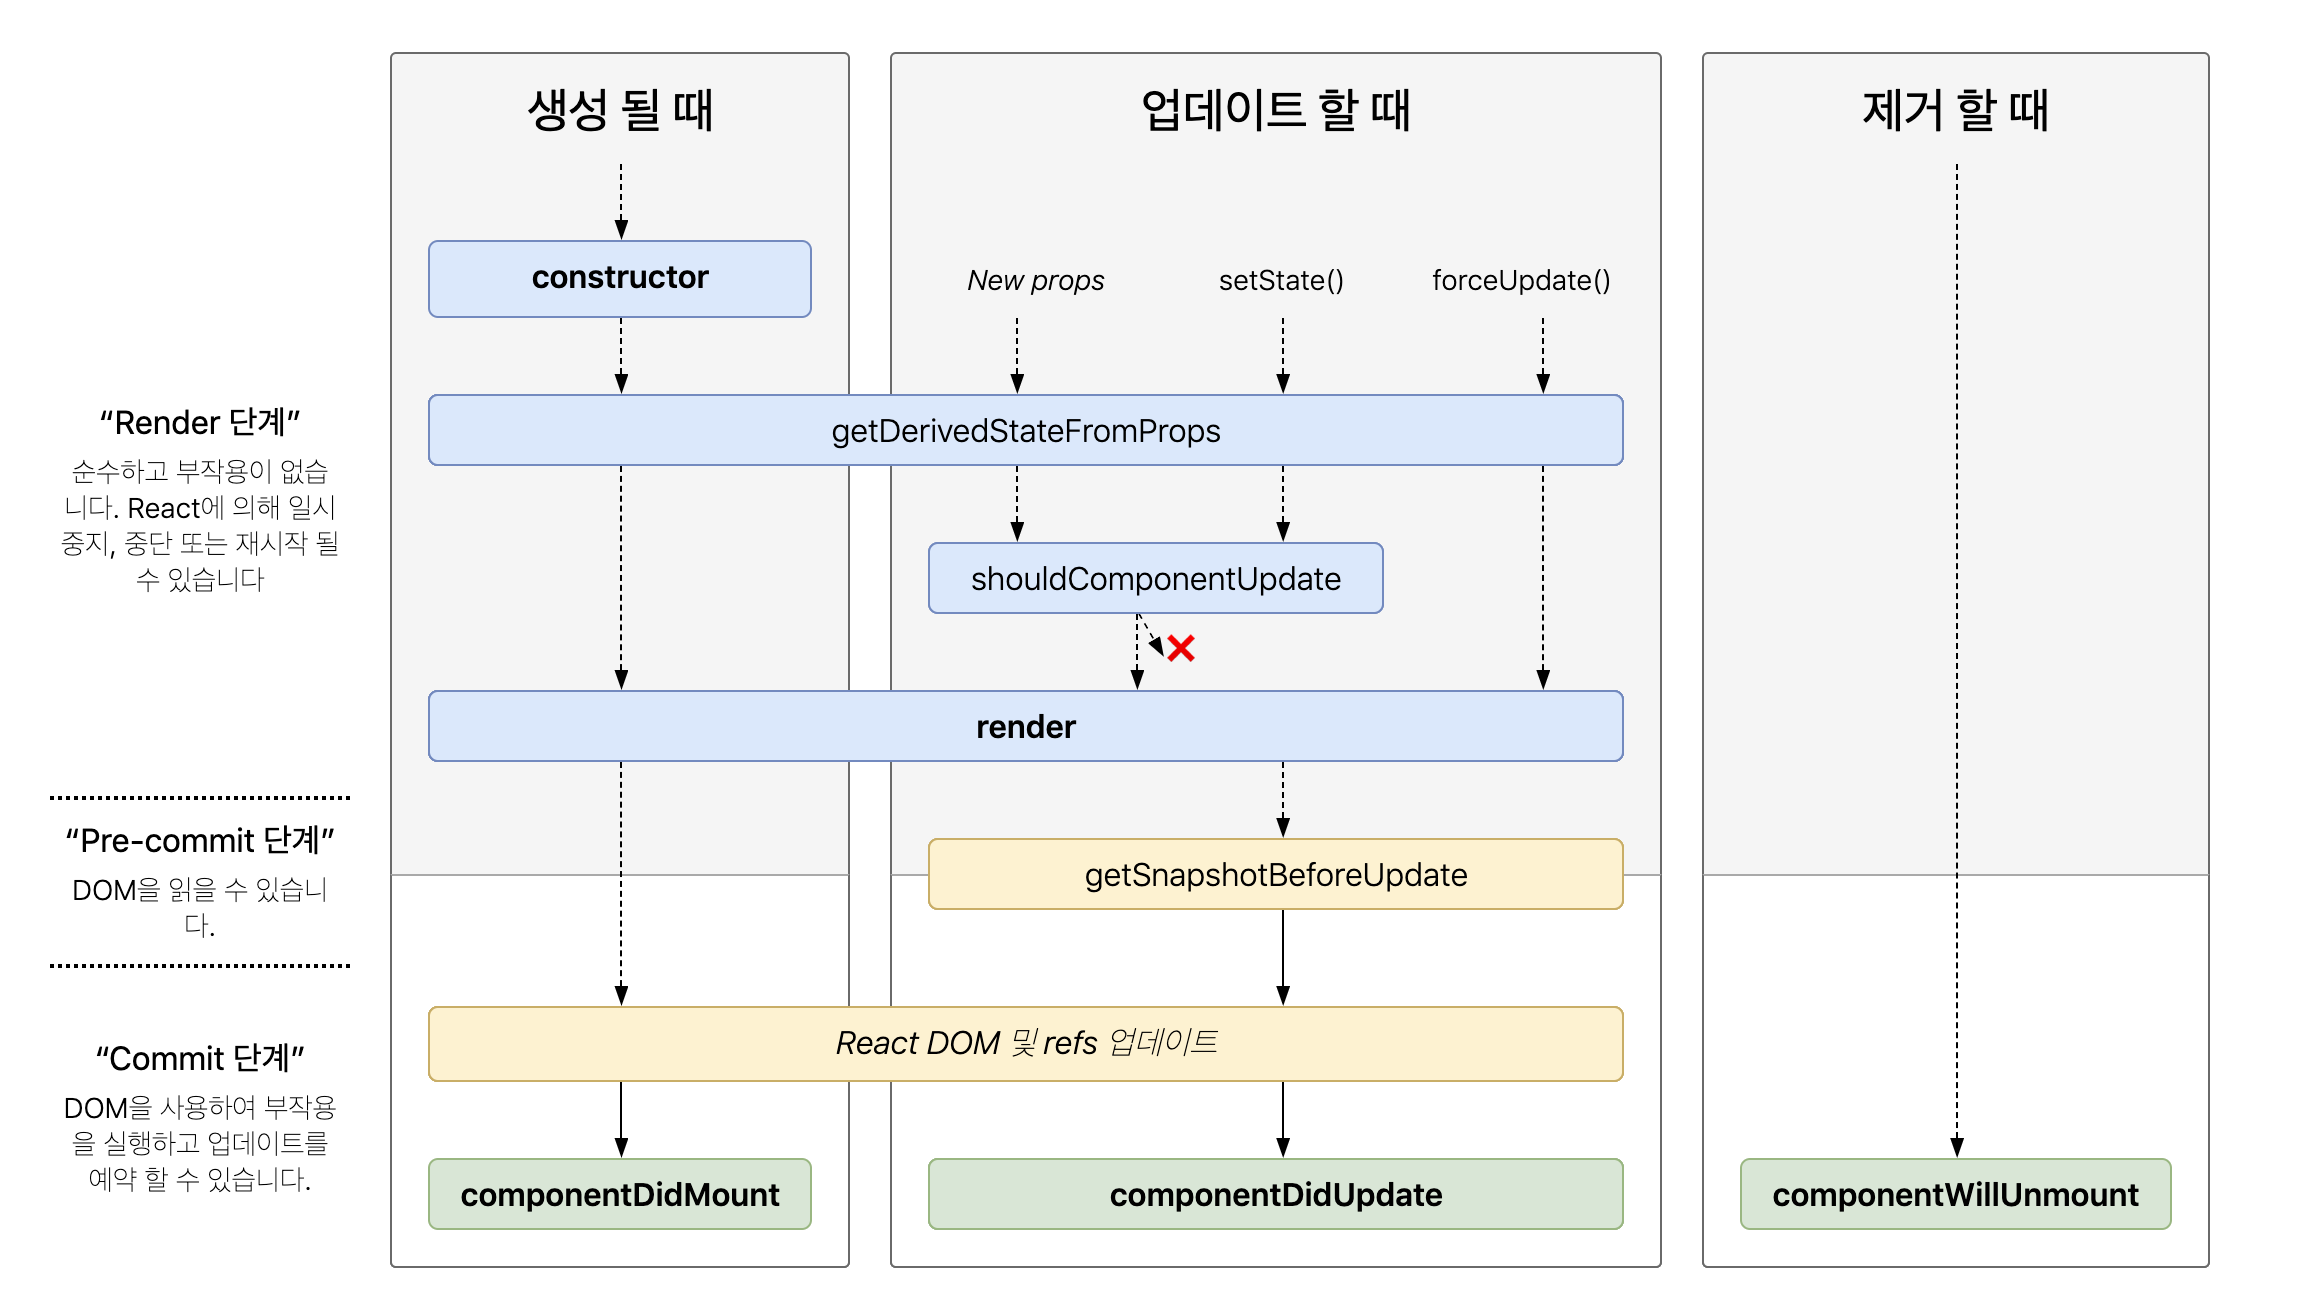 생성 될 때
업데이트 할 때
제거 할 때
constructor
New props
setState()
forceUpdate()
“Render 단계”
순수하고 부작용이 없습
니다. React에 의해 일시
중지, 중단 또는 재시작 될
수 있습니다
getDerivedStateFromProps
shouldComponentUpdate
render
“Pre-commit 단계”
DOM을 읽을 수 있습니
다.
getSnapshotBeforeUpdate
“Commit 단계”
DOM을 사용하여 부작용
을 실행하고 업데이트를
예약 할 수 있습니다.
React DOM 및 refs 업데이트
componentDidMount
componentDidUpdate
componentWillUnmount